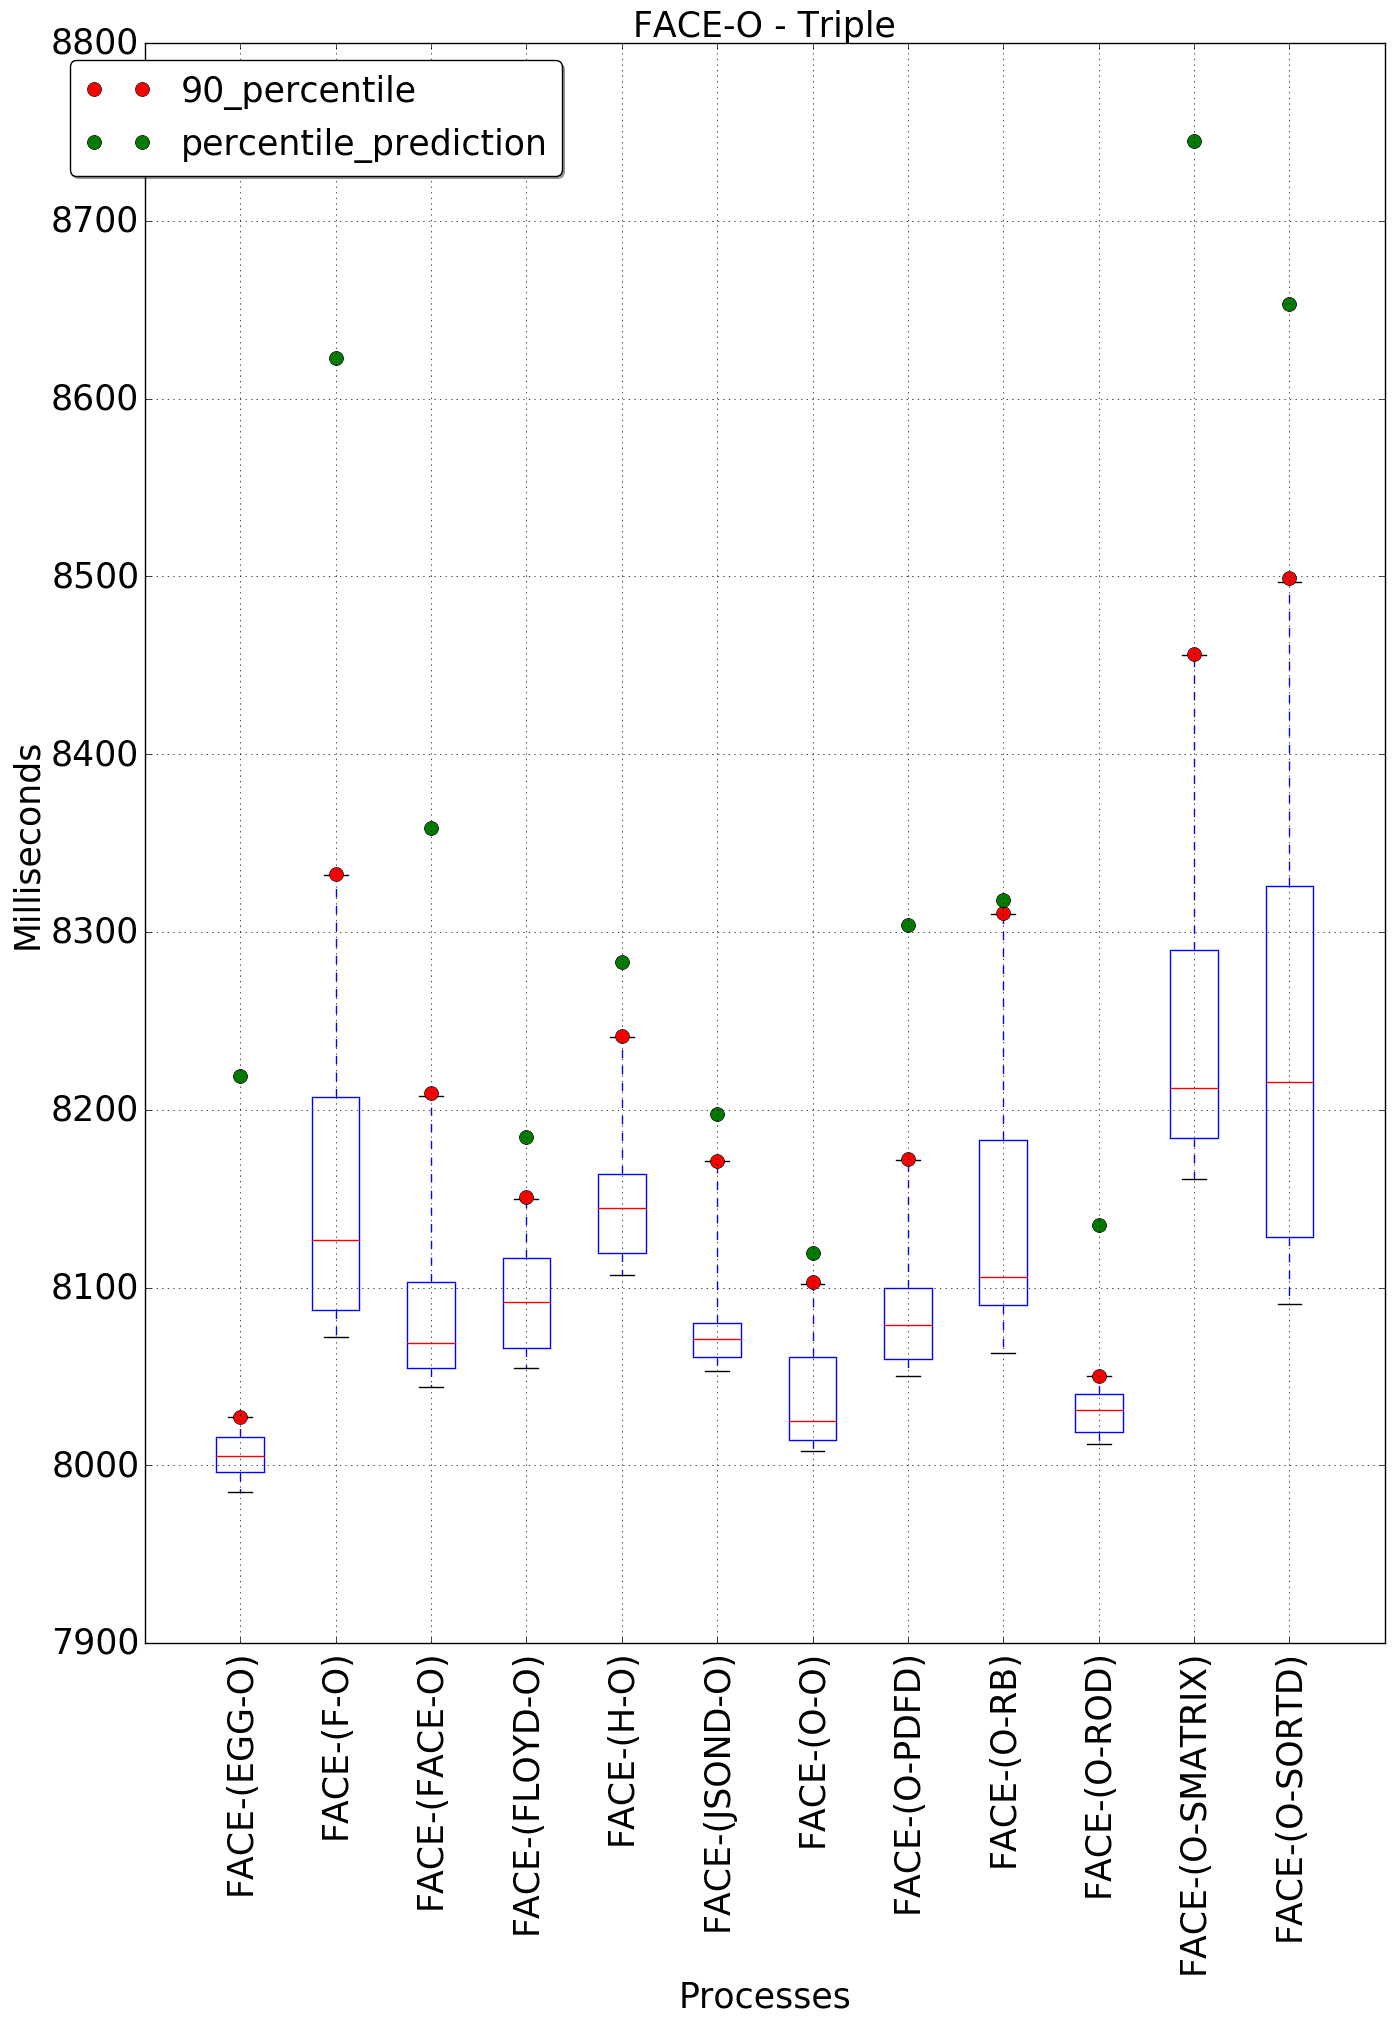 FACE-O - Triple
90_percentile
percentile_prediction
8800
8700
8600
8500
8400
8300
8200
8100
8000
7900
Milliseconds
FACE-(EGG-O)
FACE-(F-O)
FACE-(FACE-O)
FACE-(FLOYD-O)
FACE-(H-O)
FACE-(JSOND-O)
FACE-(O-O)
FACE-(O-PDFD)
FACE-(O-RB)
FACE-(O-ROD)
FACE-(O-SMATRIX)
FACE-(O-SORTD)
Processes